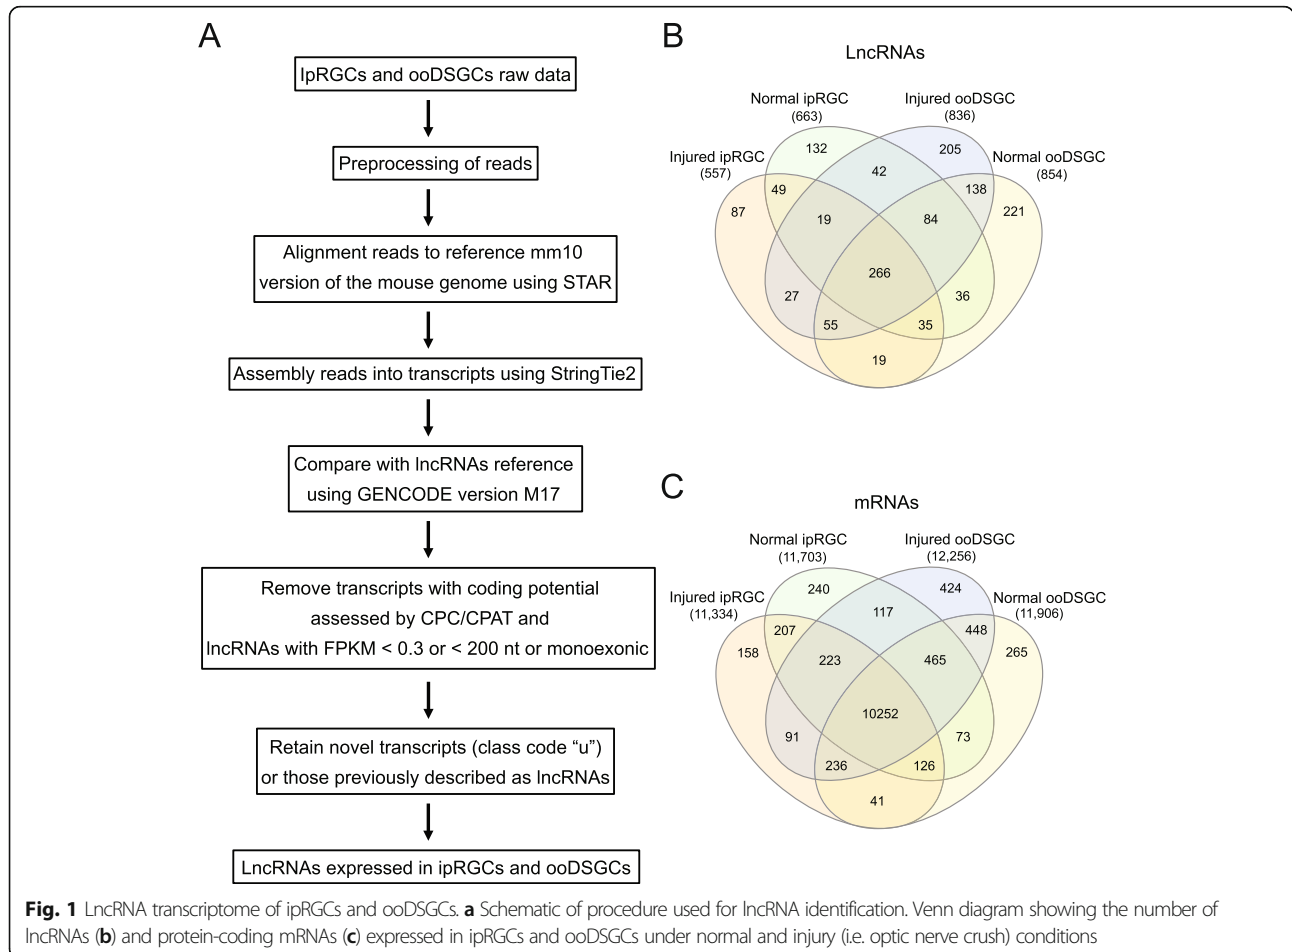 A
IpRGCs and ooDSGCs raw data
Preprocessing of reads
Alignment reads to reference mm10
version of the mouse genome using STAR
Assembly reads into transcripts using StringTie2
Compare with lncRNAs reference
using GENCODE version M17
Remove transcripts with coding potential
assessed by CPC/CPAT and
lncRNAs with FPKM < 0.3 or < 200 nt or monoexonic
Retain novel transcripts (class code “u”)
or those previously described as lncRNAs
LncRNAs expressed in ipRGCs and ooDSGCs
B
LncRNAs
Normal ipRGC
(663)
Injured ooDSGC
(836)
Injured ipRGC
(557)
Normal ooDSGC
(854)
132
205
42
49
138
87
19
84
221
266
27
36
55
35
19
C
mRNAs
Normal ipRGC
(11,703)
Injured ooDSGC
(12,256)
Injured ipRGC
(11,334)
Normal ooDSGC
(11,906)
240
424
117
207
448
158
223
465
265
10252
91
73
236
126
41
Fig. 1 LncRNA transcriptome of ipRGCs and ooDSGCs. a Schematic of procedure used for lncRNA identification. Venn diagram showing the number of
lncRNAs (b) and protein-coding mRNAs (c) expressed in ipRGCs and ooDSGCs under normal and injury (i.e. optic nerve crush) conditions